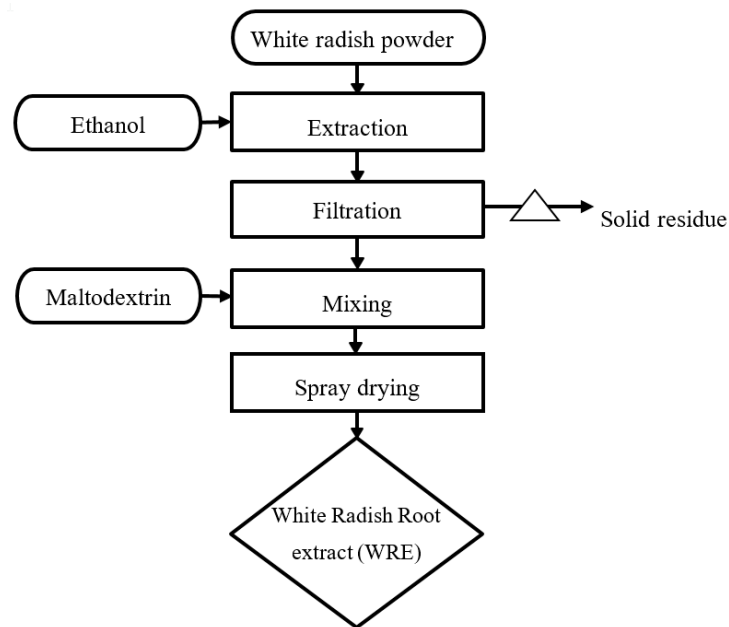 White radish powder
Ethanol
Extraction
Filtration
Solid residue
Maltodextrin
Mixing
Spray drying
White Radish Root
extract (WRE)